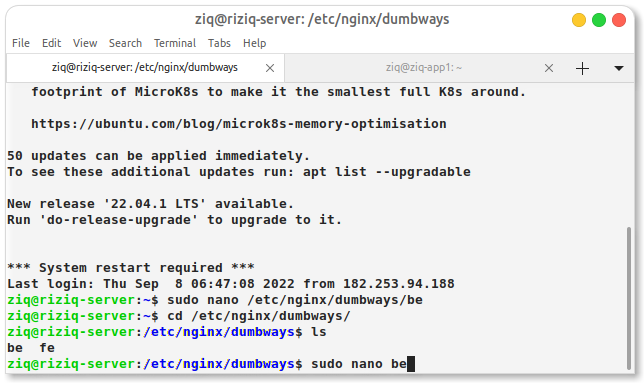 ziq@riziq-server: /etc/nginx/dumbways
File Edit View Search Terminal Tabs Help
ziq@riziq-server: /etc/nginx/dumbways
ziq@ziq-app1: ~
footprint of MicroK8s to make it the smallest full K8s around.
https://ubuntu.com/blog/microk8s-memory-optimisation
50 updates can be applied immediately.
To see these additional updates run: apt list --upgradable
New release '22.04.1 LTS' available.
Run 'do-release-upgrade' to upgrade to it.
*** System restart required ***
Last login: Thu Sep  8 06:47:08 2022 from 182.253.94.188
ziq@riziq-server:~$ sudo nano /etc/nginx/dumbways/be
ziq@riziq-server:~$ cd /etc/nginx/dumbways/
ziq@riziq-server:/etc/nginx/dumbways$ ls
be  fe
ziq@riziq-server:/etc/nginx/dumbways$ sudo nano be